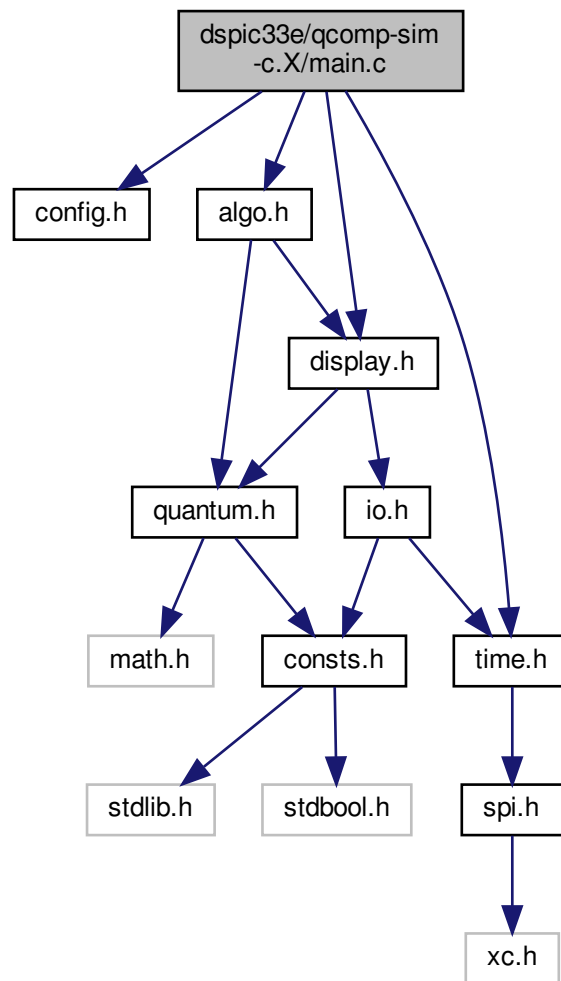 dspic33e/qcomp-sim
-c.X/main.c
config.h
algo.h
display.h
quantum.h
io.h
math.h
consts.h
time.h
stdlib.h
stdbool.h
spi.h
xc.h